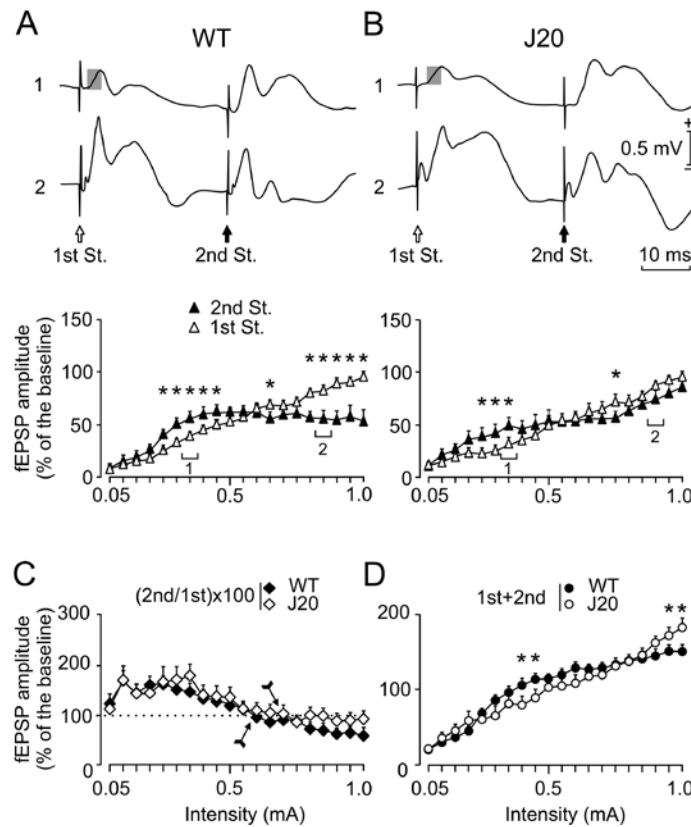 A WT
B J20
1
2
1
2
+
0.5 mV
-
1st St.
2nd St.
1st St.
2nd St.
10 ms
fEPSP amplitude
(% of the baseline)
150
100
50
0
2nd St.
1st St.
*****
*
*****
1
2
0.05
0.5
1.0
150
100
50
0
***
*
1
2
0.05
0.5
1.0
C
fEPSP amplitude
(% of the baseline)
300
200
100
0
(2nd/1st)x100
WT
J20
0.05
0.5
1.0
Intensity (mA)
D
200
100
0
1st+2nd
WT
J20
**
**
0.05
0.5
1.0
Intensity (mA)